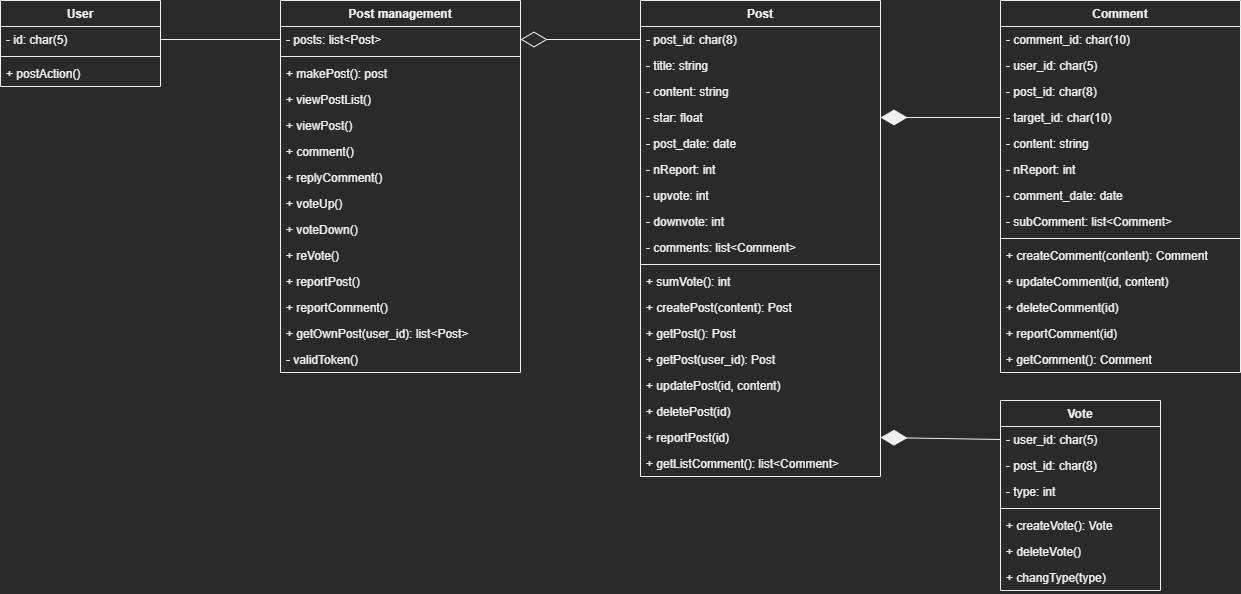 User
- id: char(5)
+ postAction()
Post management
- posts: list<Post>
+ makePost(): post
+ viewPostList()
+ viewPost()
+ comment()
+ replyComment()
+ voteUp()
+ voteDown()
+ reVote()
+ reportPost()
+ reportComment()
+ getOwnPost(user_id): list<Post>
- validToken()
Post
- post_id: char(8)
- title: string
- content: string
- star: float
- post_date: date
- nReport: int
- upvote: int
- downvote: int
- comments: list<Comment>
+ sumVote(): int
+ createPost(content): Post
+ getPost(): Post
+ getPost(user_id): Post
+ updatePost(id, content)
+ deletePost(id)
+ reportPost(id)
+ getListComment(): list<Comment>
Comment
- comment_id: char(10)
- user_id: char(5)
- post_id: char(8)
- target_id: char(10)
- content: string
- nReport: int
- comment_date: date
- subComment: list<Comment>
+ createComment(content): Comment
+ updateComment(id, content)
+ deleteComment(id)
+ reportComment(id)
+ getComment(): Comment
Vote
- user_id: char(5)
- post_id: char(8)
- type: int
+ createVote(): Vote
+ deleteVote()
+ changType(type)